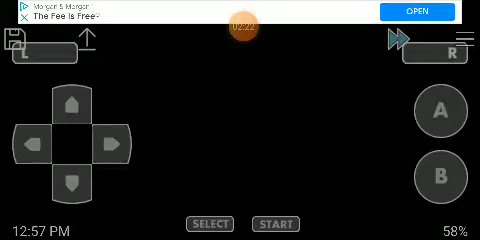 Morgan & Morgan
The Fee Is Free®
OPEN
02:22
L
R
A
B
SELECT
START
12:57 PM
58%